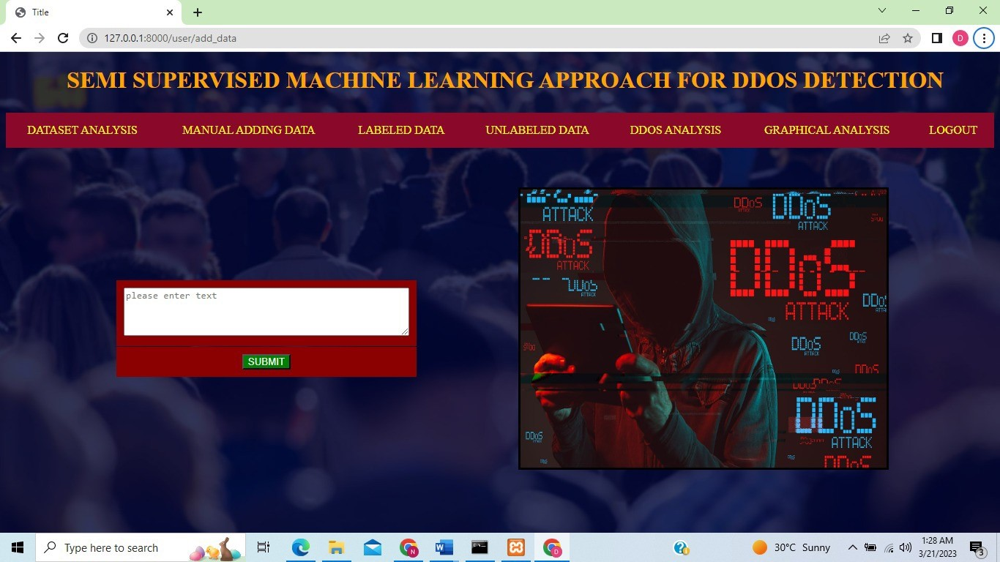 Title
127.0.0.1:8000/user/add_data
D
SEMI SUPERVISED MACHINE LEARNING APPROACH FOR DDOS DETECTION
DATASET ANALYSIS MANUAL ADDING DATA LABELED DATA UNLABELED DATA DDOS ANALYSIS GRAPHICAL ANALYSIS LOGOUT
please enter text
SUBMIT
ATTACK
DDoS
DDoS
ATTACK
DDoS
ATTACK
DDoS
ATTACK
DDoS
ATTACK
DDoS
DDoS
DDoS
ATTACK
DDoS
Type here to search
N
D
30°C Sunny
1:28 AM
3/21/2023
3